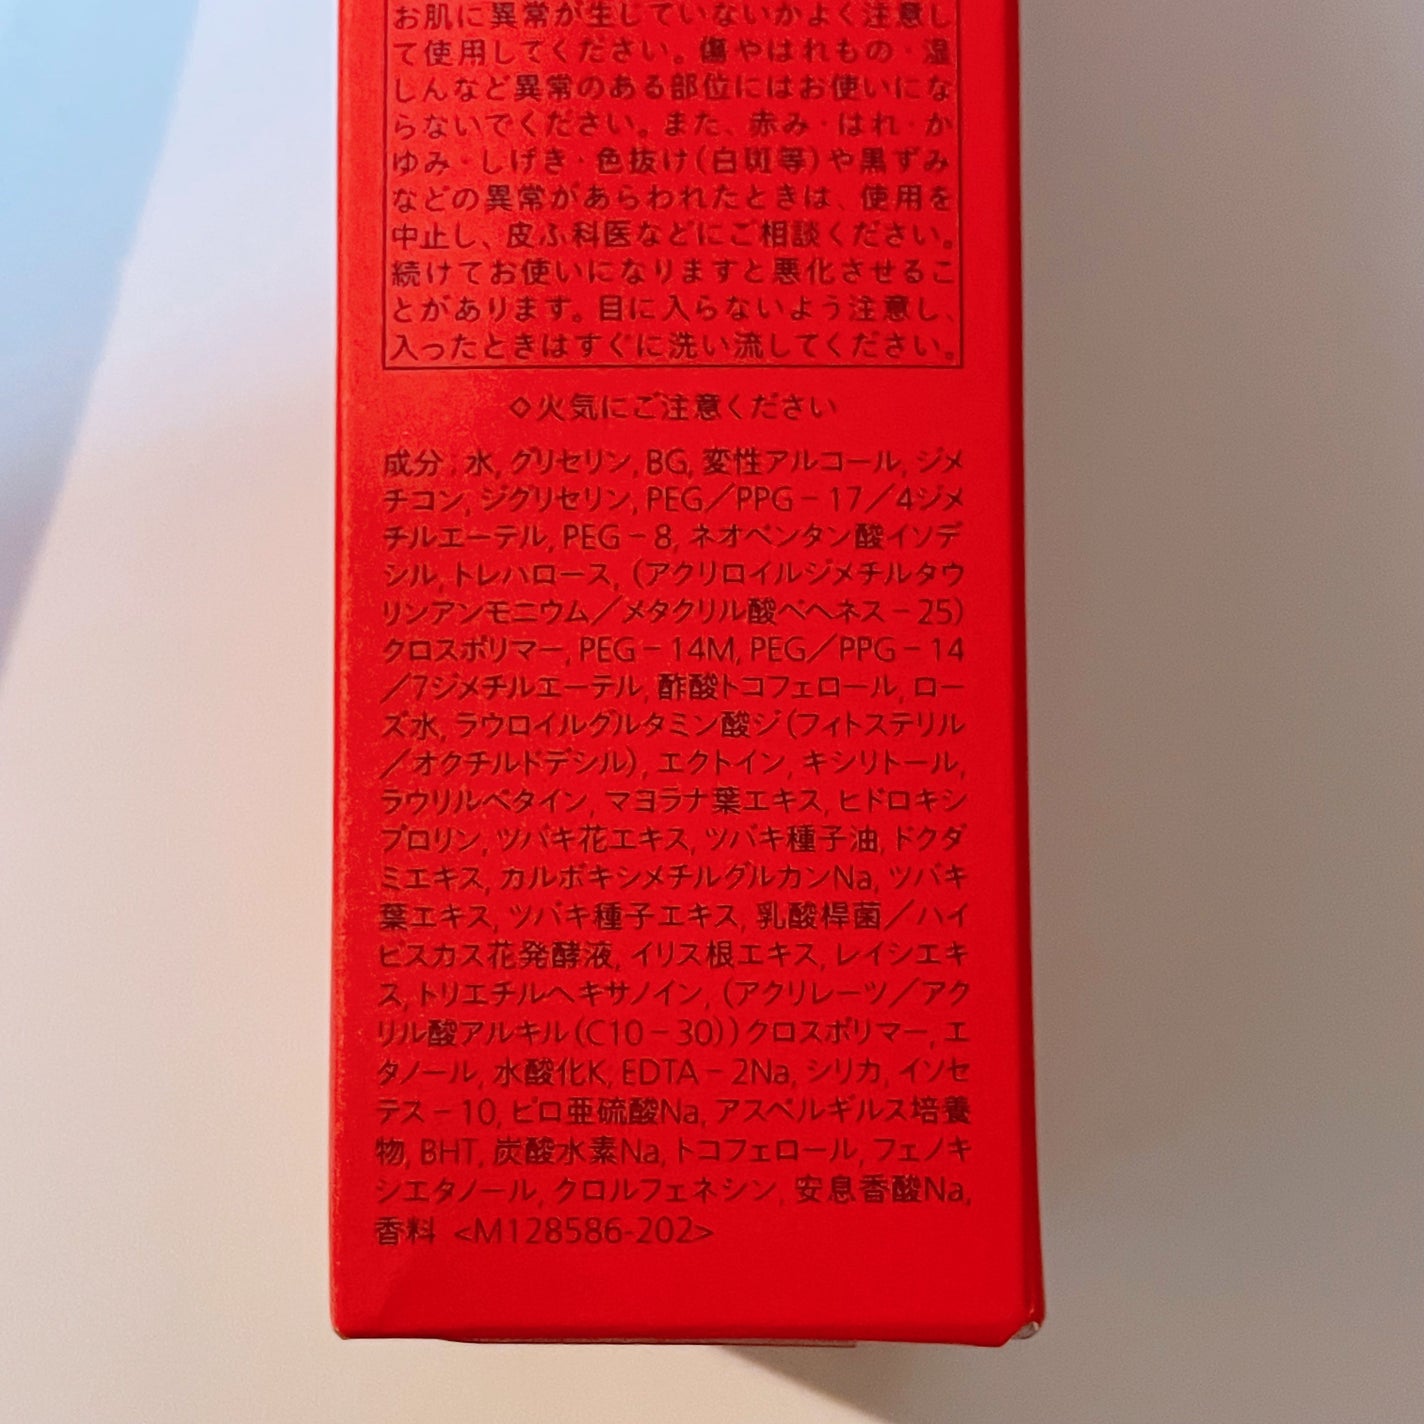 お肌に異常が生じていないかよく注意し
て使用してください。傷やはれもの・湿
しんなど異常のある部位にはお使いにな
らないでください。また、赤み・はれ・か
ゆみ・しげき・色抜け(白斑等)や黒ずみ
などの異常があらわれたときは、使用を
中止し、皮ふ科医などにご相談ください。
続けてお使いになりますと悪化させるこ
とがあります。目に入らないよう注意し、
入ったときはすぐに洗い流してください。
◇火気にご注意ください
成分:水, グリセリン, BG, 変性アルコール, ジメ
チコン, ジグリセリン, PEG/PPG-17/4ジメ
チルエーテル, PEG-8, ネオペンタン酸イソデ
シル, トレハロース, (アクリロイルジメチルタウ
リンアンモニウム/メタクリル酸ベヘネス-25)
クロスポリマー, PEG-14M, PEG/PPG-14
/7ジメチルエーテル, 酢酸トコフェロール, ロー
ズ水, ラウロイルグルタミン酸ジ(フィトステリル
/オクチルドデシル), エクトイン, キシリトール,
ラウリルベタイン, マヨラナ葉エキス, ヒドロキシ
プロリン, ツバキ花エキス, ツバキ種子油, ドクダ
ミエキス, カルボキシメチルグルカンNa, ツバキ
葉エキス, ツバキ種子エキス, 乳酸桿菌/ハイ
ビスカス花発酵液, イリス根エキス, レイシエキ
ス, トリエチルヘキサノイン, (アクリレーツ/アク
リル酸アルキル(C10-30))クロスポリマー, エ
タノール, 水酸化K, EDTA-2Na, シリカ, イソセ
テス-10, ピロ亜硫酸Na, アスペルギルス培養
物, BHT, 炭酸水素Na, トコフェロール, フェノキ
シエタノール, クロルフェネシン, 安息香酸Na,
香料 <M128586-202>